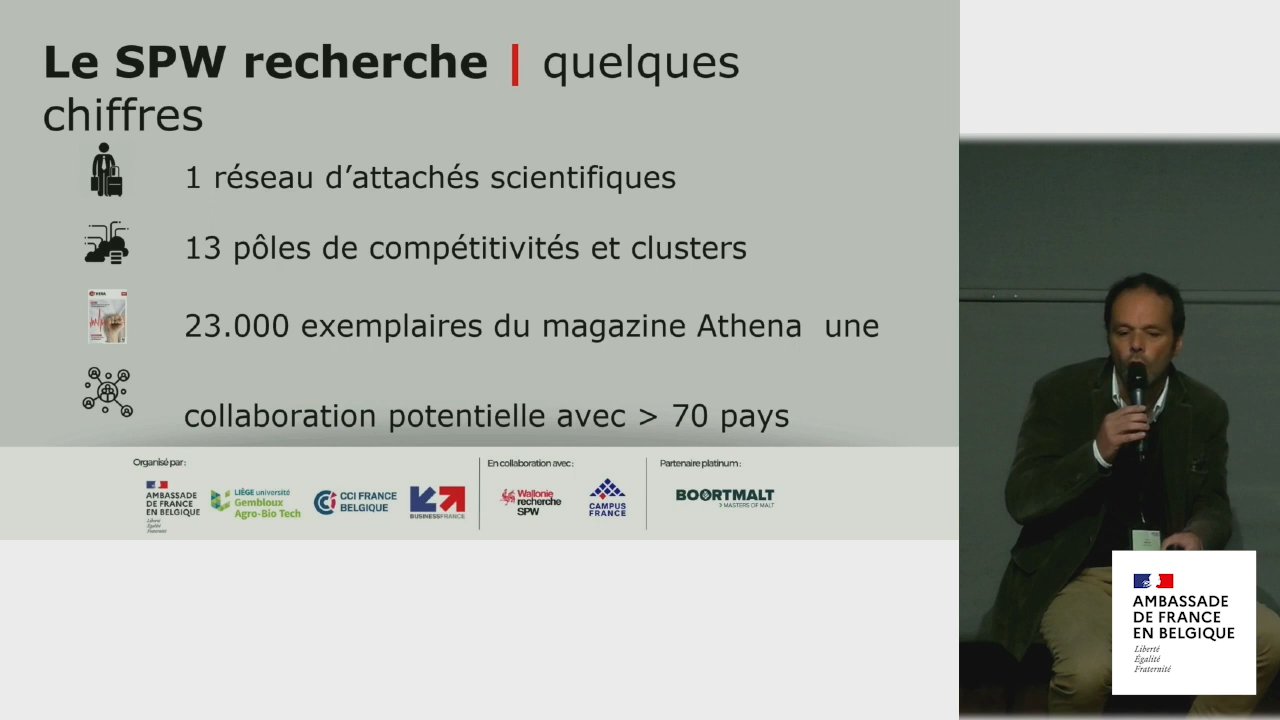 Le SPW recherche | quelques
chiffres
1 réseau d’attachés scientifiques
13 pôles de compétitivités et clusters
23.000 exemplaires du magazine Athena une
collaboration potentielle avec > 70 pays
Organisé par :
AMBASSADE
DE FRANCE
EN BELGIQUE
Liberté
Égalité
Fraternité
LIÈGE université
Gembloux
Agro-Bio Tech
CCI FRANCE
BELGIQUE
BUSINESS FRANCE
En collaboration avec :
Wallonie
recherche
SPW
CAMPUS
FRANCE
Partenaire platinum :
BOORTMALT
MASTERS OF MALT
AMBASSADE
DE FRANCE
EN BELGIQUE
Liberté
Égalité
Fraternité